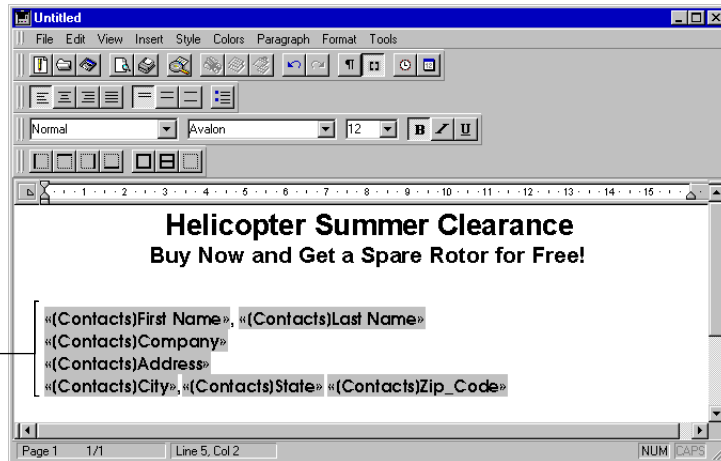 Untitled
File Edit View Insert Style Colors Paragraph Format Tools
Normal Avalon 12 B I U
1 2 3 4 5 6 7 8 9 10 11 12 13 14 15
Helicopter Summer Clearance
Buy Now and Get a Spare Rotor for Free!
«(Contacts)First Name», «(Contacts)Last Name»
«(Contacts)Company»
«(Contacts)Address»
«(Contacts)City»,«(Contacts)State» «(Contacts)Zip_Code»
Page 1 1/1 Line 5, Col 2 NUM CAPS